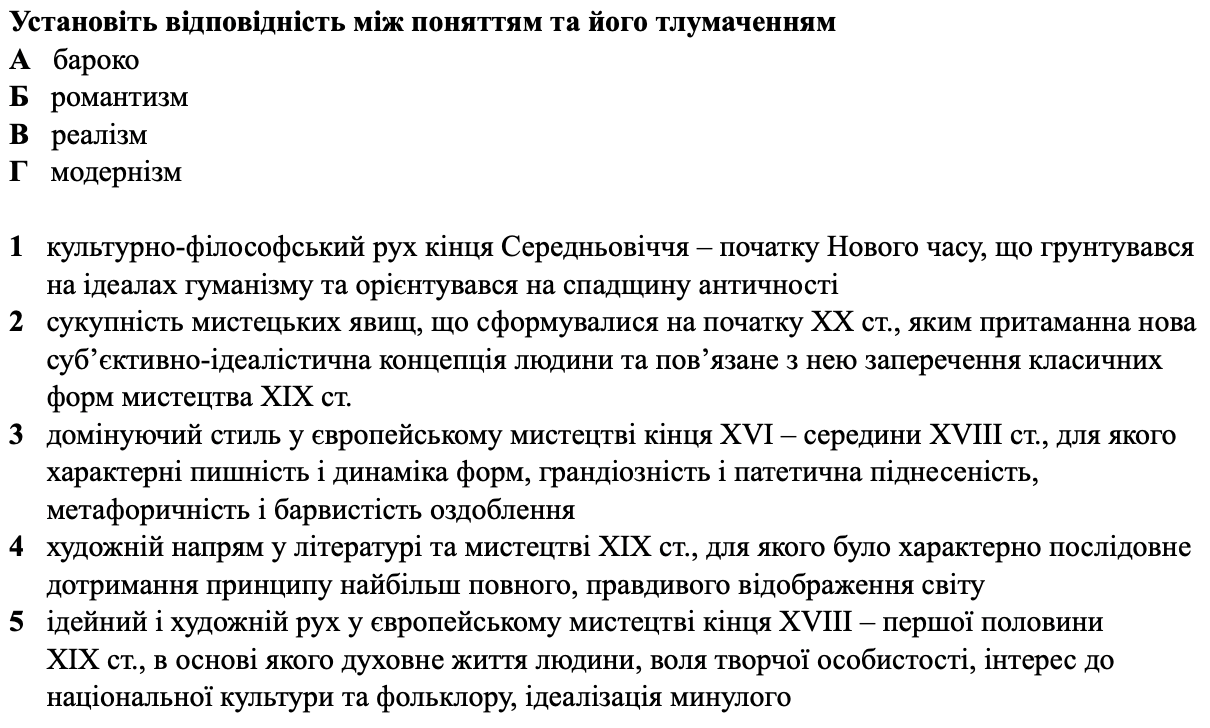 Установіть відповідність між поняттям та його тлумаченням
А бароко
Б романтизм
В реалізм
Г модернізм
1 культурно-філософський рух кінця Середньовіччя – початку Нового часу, що грунтувався
на ідеалах гуманізму та орієнтувався на спадщину античності
2 сукупність мистецьких явищ, що сформувалися на початку XX ст., яким притаманна нова
суб’єктивно-ідеалістична концепція людини та пов’язане з нею заперечення класичних
форм мистецтва XIX ст.
3 домінуючий стиль у європейському мистецтві кінця XVI – середини XVIII ст., для якого
характерні пишність і динаміка форм, грандіозність і патетична піднесеність,
метафоричність і барвистість оздоблення
4 художній напрям у літературі та мистецтві XIX ст., для якого було характерно послідовне
дотримання принципу найбільш повного, правдивого відображення світу
5 ідейний і художній рух у європейському мистецтві кінця XVIII – першої половини
XIX ст., в основі якого духовне життя людини, воля творчої особистості, інтерес до
національної культури та фольклору, ідеалізація минулого